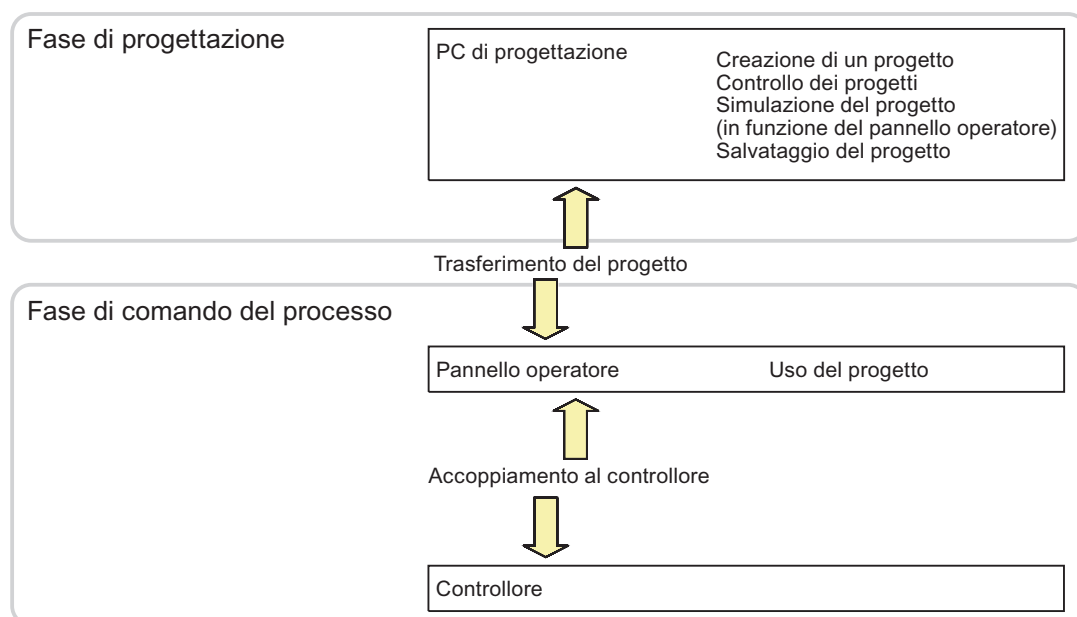 Fase di progettazione
PC di progettazione
Creazione di un progetto
Controllo dei progetti
Simulazione del progetto
(in funzione del pannello operatore)
Salvataggio del progetto
Trasferimento del progetto
Fase di comando del processo
Pannello operatore
Uso del progetto
Accoppiamento al controllore
Controllore